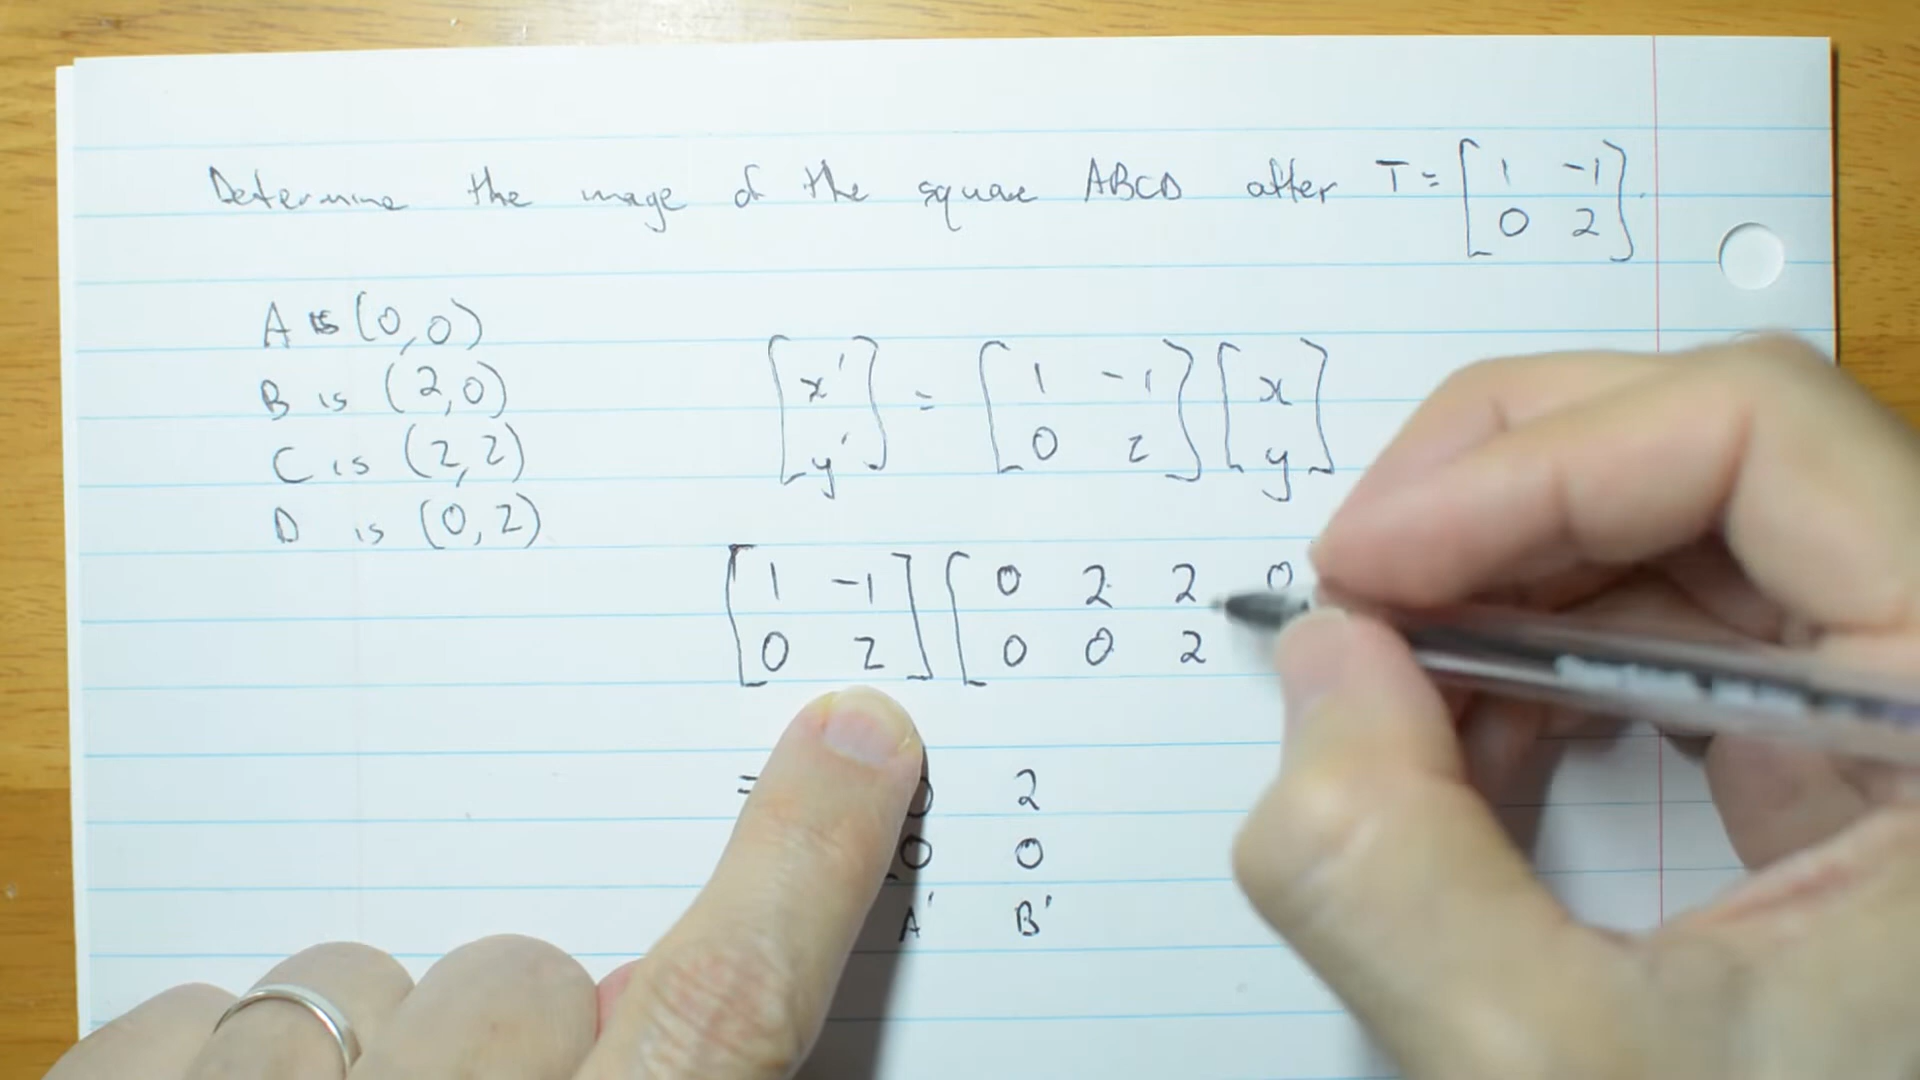 Determine the image of the square ABCD after T = [1 -1
0 2].
A is (0,0)
B is (2,0)
C is (2,2)
D is (0,2)
[x'
y'] = [1 -1
0 2] [x
y]
[1 -1
0 2] [0 2 2 0
0 0 2
= 0 2
0 0
A' B'